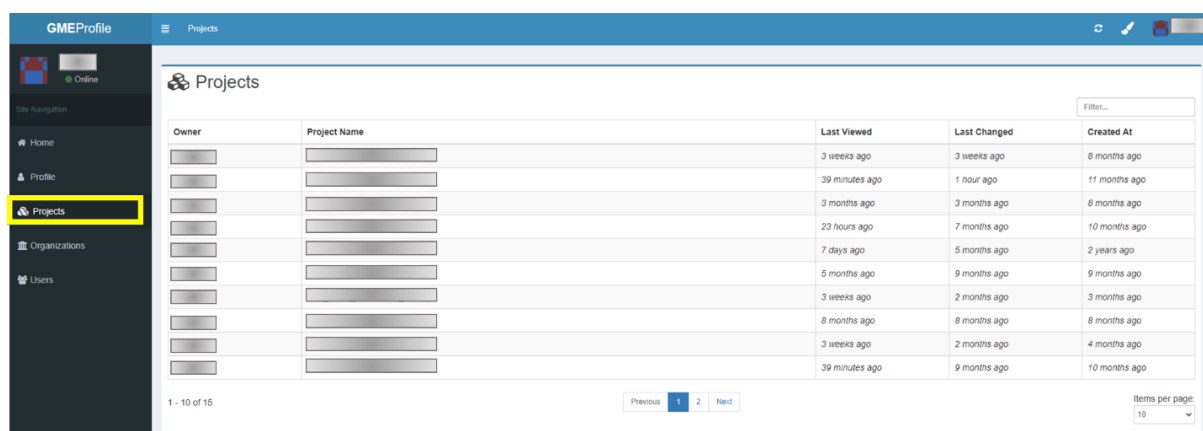 GMEProfile Projects
Online
Site Navigation
Home
Profile
Projects
Organizations
Users
Projects
Filter...
Owner Project Name Last Viewed Last Changed Created At
3 weeks ago 3 weeks ago 8 months ago
39 minutes ago 1 hour ago 11 months ago
3 months ago 3 months ago 8 months ago
23 hours ago 7 months ago 10 months ago
7 days ago 5 months ago 2 years ago
5 months ago 9 months ago 9 months ago
3 weeks ago 2 months ago 3 months ago
8 months ago 8 months ago 8 months ago
3 weeks ago 2 months ago 4 months ago
39 minutes ago 9 months ago 10 months ago
1 - 10 of 15 Previous 1 2 Next Items per page:
10